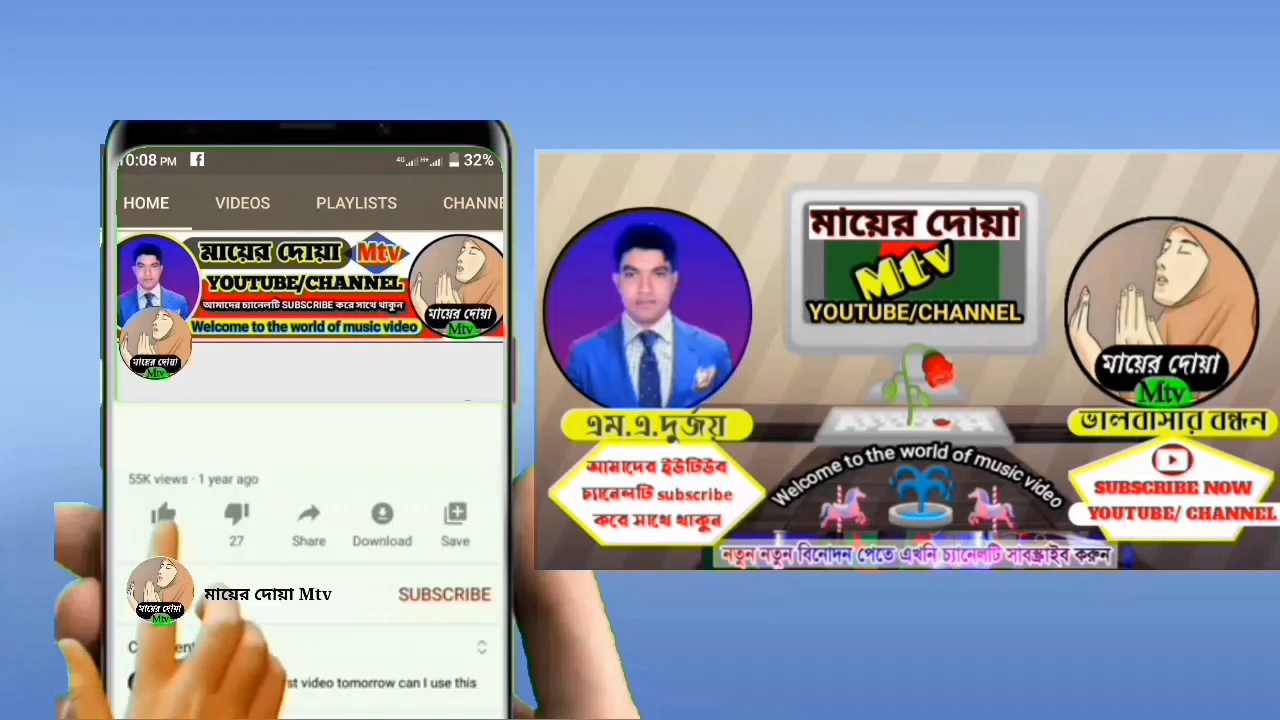 10:08 PM
4G H+ 32%
HOME VIDEOS PLAYLISTS CHANNE
মায়ের দোয়া Mtv
YOUTUBE/CHANNEL
আমাদের চ্যানেলটি SUBSCRIBE করে সাথে থাকুন
Welcome to the world of music video
মায়ের দোয়া
Mtv
মায়ের দোয়া
Mtv
55K views · 1 year ago
27 Share Download Save
মায়ের দোয়া Mtv SUBSCRIBE
মায়ের দোয়া
Mtv
st video tomorrow can I use this
মায়ের দোয়া
Mtv
YOUTUBE/CHANNEL
মায়ের দোয়া
Mtv
এম.এ.দুর্জয়
ভালবাসার বন্ধন
আমাদের ইউটিউব
চ্যানেলটি subscribe
করে সাথে থাকুন
Welcome to the world of music video
SUBSCRIBE NOW
YOUTUBE/ CHANNEL
নতুন নতুন বিনোদন পেতে এখনি চ্যানেলটি সাবস্ক্রাইব করুন